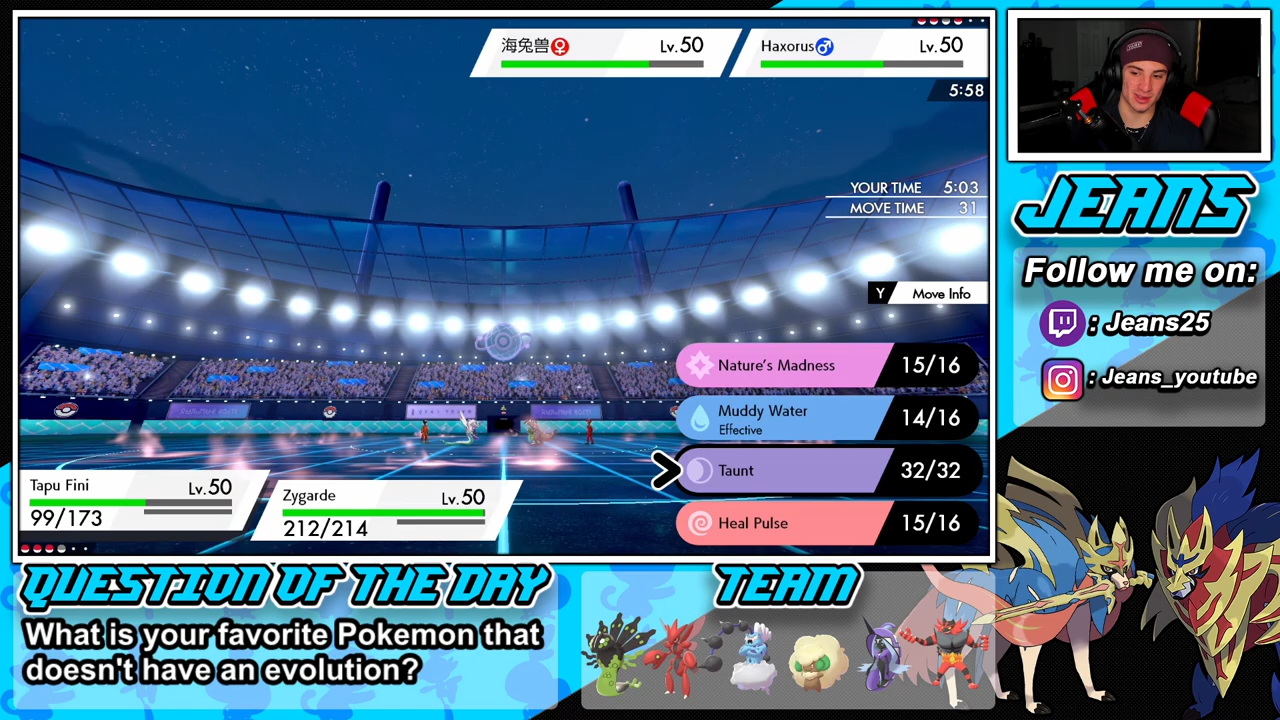 海兔兽♀ Lv.50
Haxorus♂ Lv.50
5:58
YOUR TIME 5:03
MOVE TIME 31
Y Move Info
Nature's Madness 15/16
Muddy Water 14/16
Effective
Taunt 32/32
Heal Pulse 15/16
Tapu Fini Lv.50
99/173
Zygarde Lv.50
212/214
JEANS
Follow me on:
: Jeans25
: Jeans_youtube
QUESTION OF THE DAY
What is your favorite Pokemon that
doesn't have an evolution?
TEAM